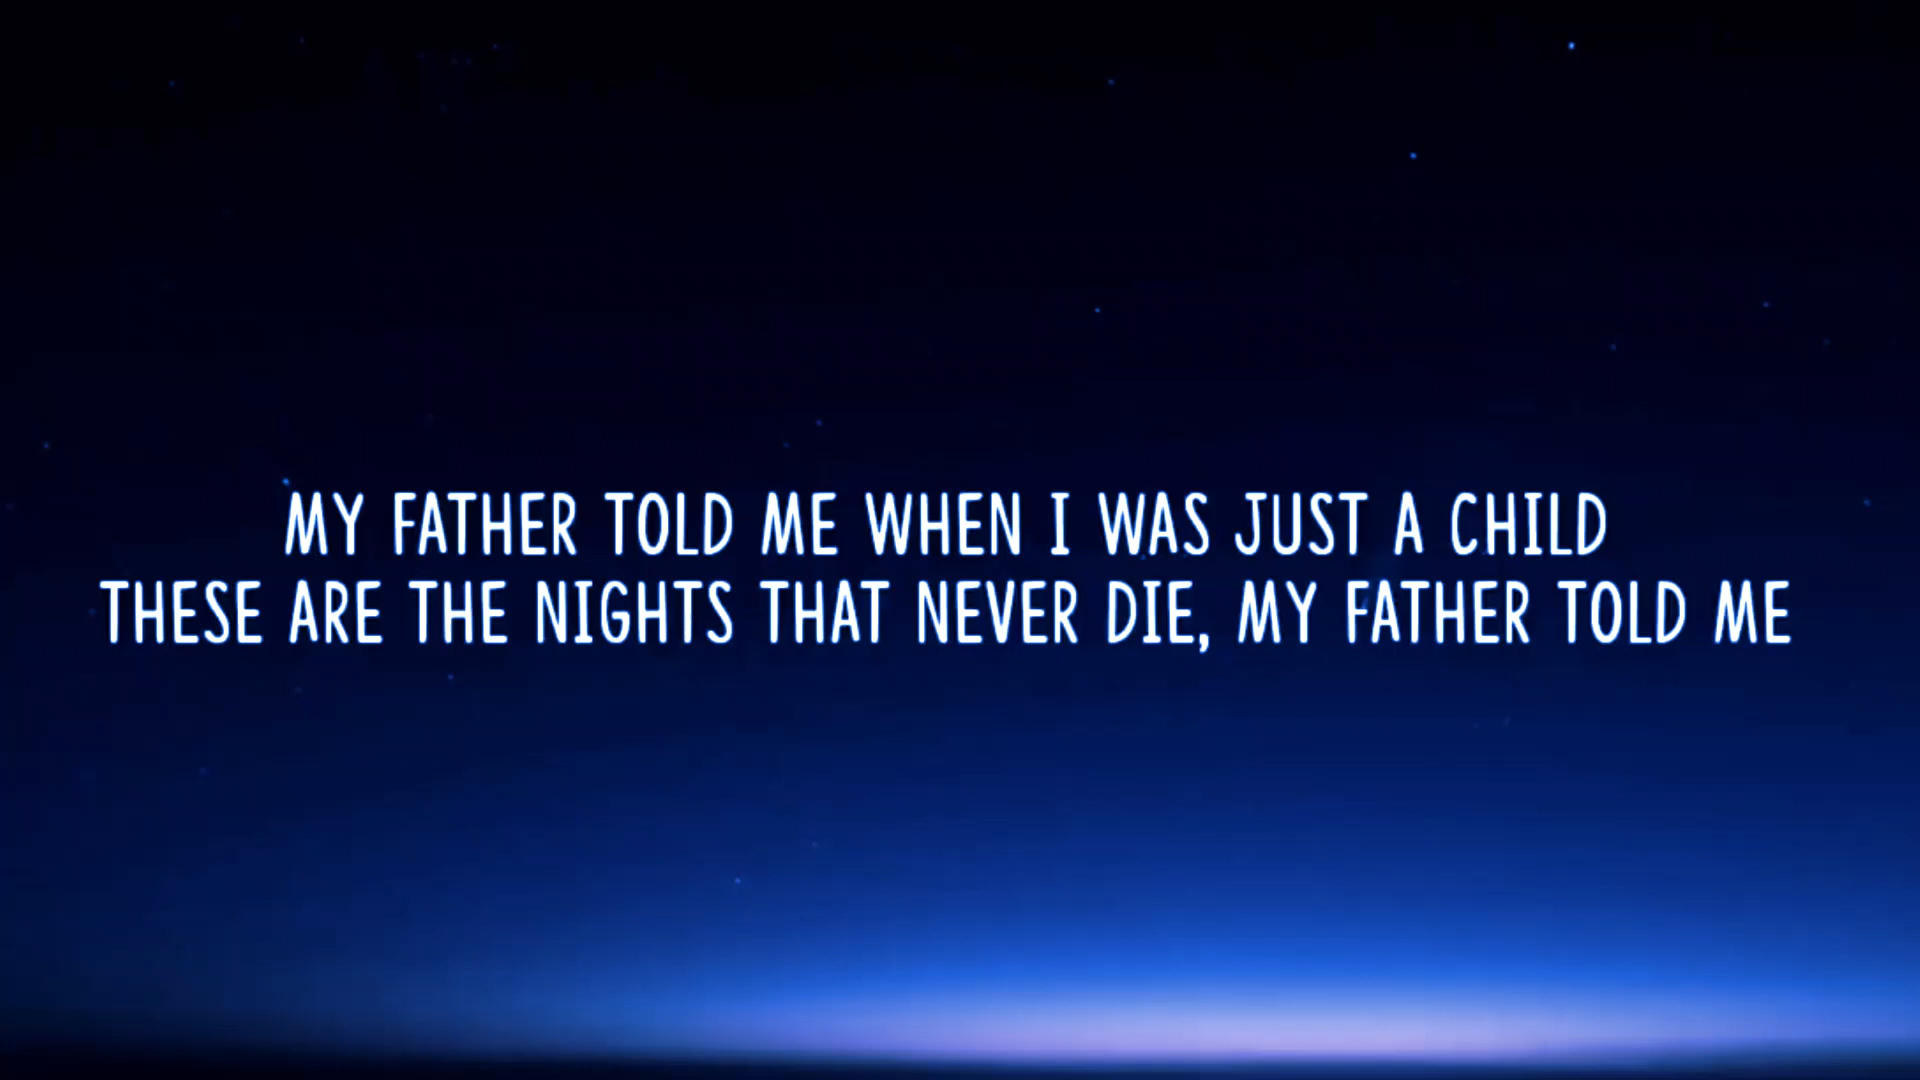 MY FATHER TOLD ME WHEN I WAS JUST A CHILD
THESE ARE THE NIGHTS THAT NEVER DIE, MY FATHER TOLD ME